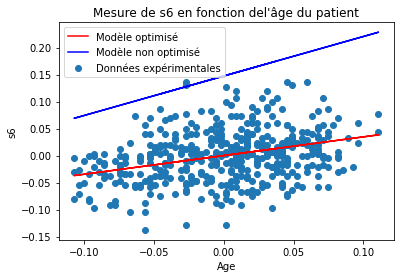 Mesure de s6 en fonction del'âge du patient
Modèle optimisé
Modèle non optimisé
Données expérimentales
s6
0.20
0.15
0.10
0.05
0.00
−0.05
−0.10
−0.15
−0.10
−0.05
0.00
0.05
0.10
Age